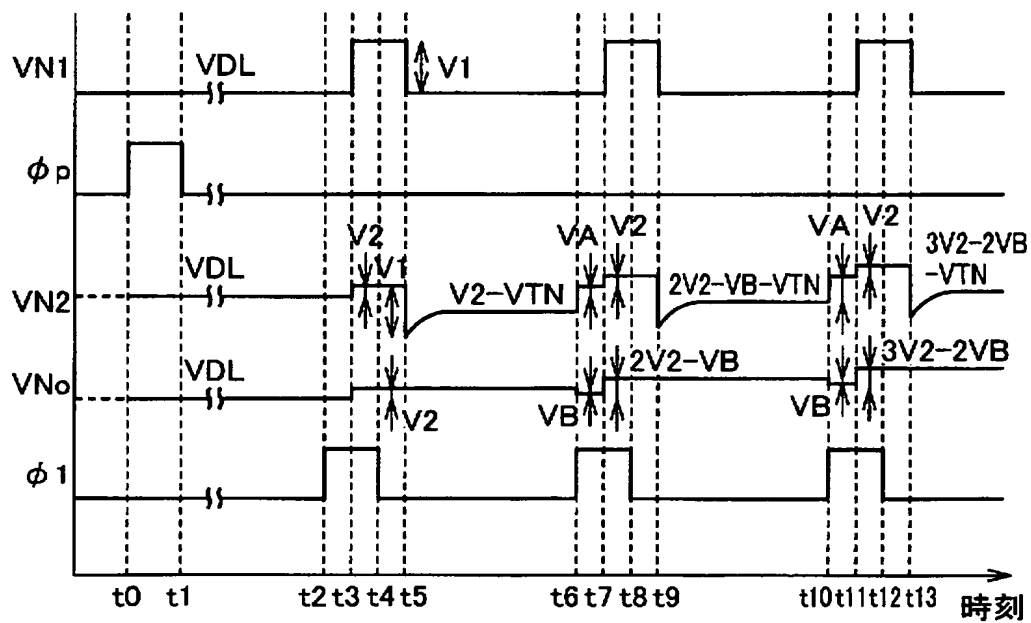 VN1
VDL
V1
φp
V2
V1
VA
V2
VA
V2
3V2-2VB
-VTN
VDL
VN2
V2-VTN
2V2-VB-VTN
VDL
VNo
V2
VB
2V2-VB
VB
3V2-2VB
φ1
t0 t1 t2 t3 t4 t5 t6 t7 t8 t9 t10 t11 t12 t13
時刻